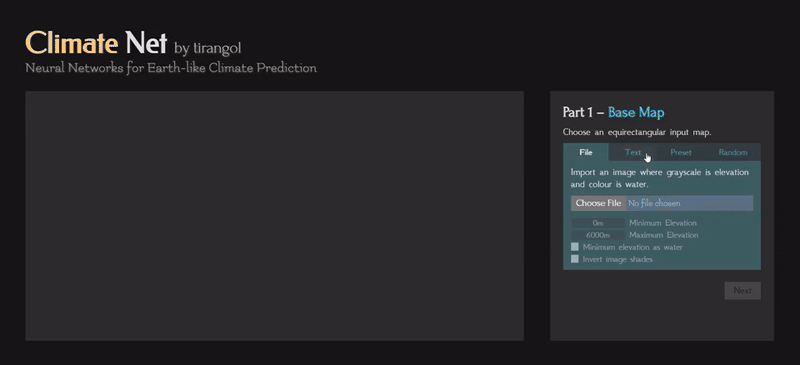 Climate Net by tirangol
Neural Networks for Earth-like Climate Prediction
Part 1 – Base Map
Choose an equirectangular input map.
File Text Preset Random
Import an image where grayscale is elevation
and colour is water.
Choose File No file chosen
0m Minimum Elevation
6000m Maximum Elevation
Minimum elevation as water
Invert image shades
Next